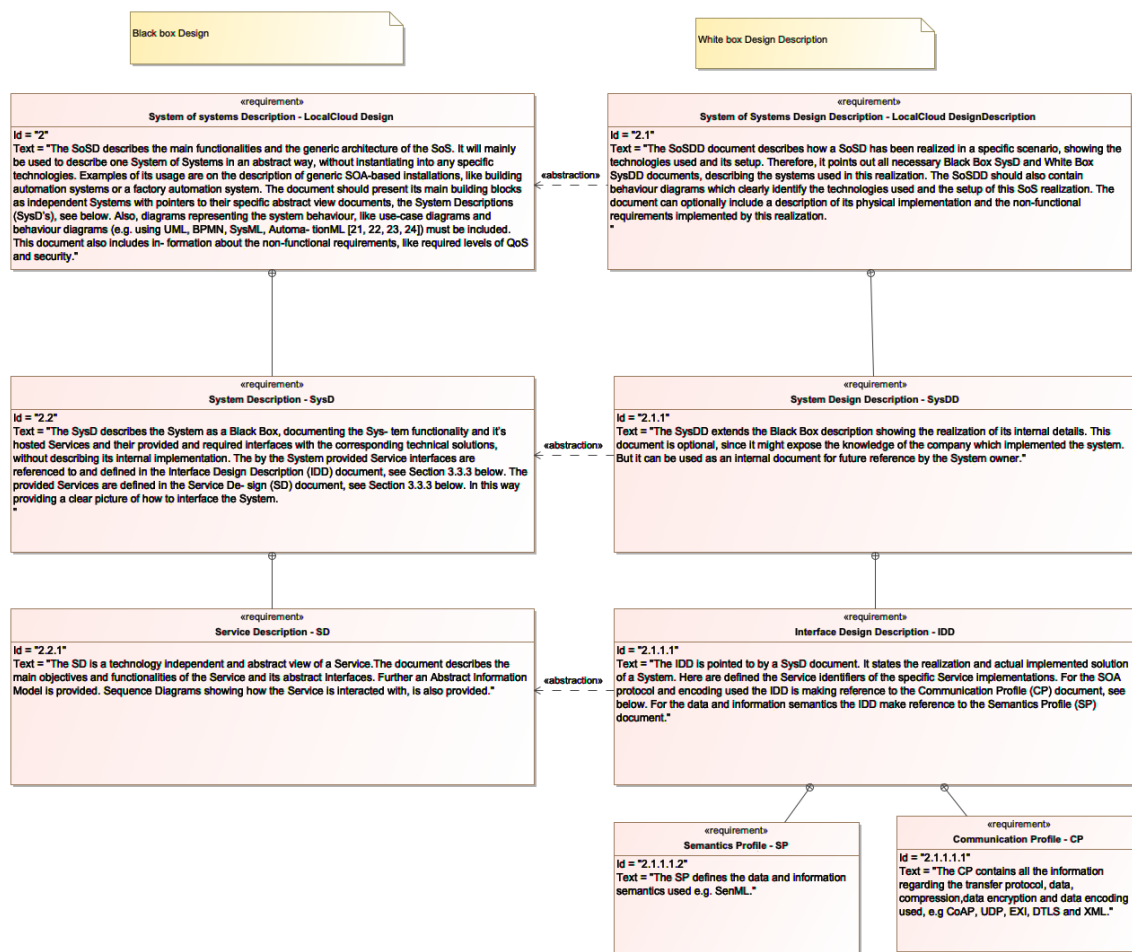 Black box Design
White box Design Description
«requirement»
System of systems Description - LocalCloud Design
Id = "2"
Text = "The SoSD describes the main functionalities and the generic architecture of the SoS. It will mainly
be used to describe one System of Systems in an abstract way, without instantiating into any specific
technologies. Examples of its usage are on the description of generic SOA-based installations, like building
automation systems or a factory automation system. The document should present its main building blocks
as independent Systems with pointers to their specific abstract view documents, the System Descriptions
(SysD's), see below. Also, diagrams representing the system behaviour, like use-case diagrams and
behaviour diagrams (e.g. using UML, BPMN, SysML, Automa- tionML [21, 22, 23, 24]) must be included.
This document also includes in- formation about the non-functional requirements, like required levels of QoS
and security."
«abstraction»
«requirement»
System of Systems Design Description - LocalCloud DesignDescription
Id = "2.1"
Text = "The SoSDD document describes how a SoSD has been realized in a specific scenario, showing the
technologies used and its setup. Therefore, it points out all necessary Black Box SysD and White Box
SysDD documents, describing the systems used in this realization. The SoSDD should also contain
behaviour diagrams which clearly identify the technologies used and the setup of this SoS realization. The
document can optionally include a description of its physical implementation and the non-functional
requirements implemented by this realization.
"
«requirement»
System Description - SysD
Id = "2.2"
Text = "The SysD describes the System as a Black Box, documenting the Sys- tem functionality and it's
hosted Services and their provided and required interfaces with the corresponding technical solutions,
without describing its internal implementation. The by the System provided Service interfaces are
referenced to and defined in the Interface Design Description (IDD) document, see Section 3.3.3 below. The
provided Services are defined in the Service De- sign (SD) document, see Section 3.3.3 below. In this way
providing a clear picture of how to interface the System.
"
«abstraction»
«requirement»
System Design Description - SysDD
Id = "2.1.1"
Text = "The SysDD extends the Black Box description showing the realization of its internal details. This
document is optional, since it might expose the knowledge of the company which implemented the system.
But it can be used as an internal document for future reference by the System owner."
«requirement»
Service Description - SD
Id = "2.2.1"
Text = "The SD is a technology independent and abstract view of a Service.The document describes the
main objectives and functionalities of the Service and its abstract Interfaces. Further an Abstract Information
Model is provided. Sequence Diagrams showing how the Service is interacted with, is also provided."
«abstraction»
«requirement»
Interface Design Description - IDD
Id = "2.1.1.1"
Text = "The IDD is pointed to by a SysD document. It states the realization and actual implemented solution
of a System. Here are defined the Service identifiers of the specific Service implementations. For the SOA
protocol and encoding used the IDD is making reference to the Communication Profile (CP) document, see
below. For the data and information semantics the IDD make reference to the Semantics Profile (SP)
document."
«requirement»
Semantics Profile - SP
Id = "2.1.1.1.2"
Text = "The SP defines the data and information
semantics used e.g. SenML."
«requirement»
Communication Profile - CP
Id = "2.1.1.1.1"
Text = "The CP contains all the information
regarding the transfer protocol, data,
compression,data encryption and data encoding
used, e.g CoAP, UDP, EXI, DTLS and XML."